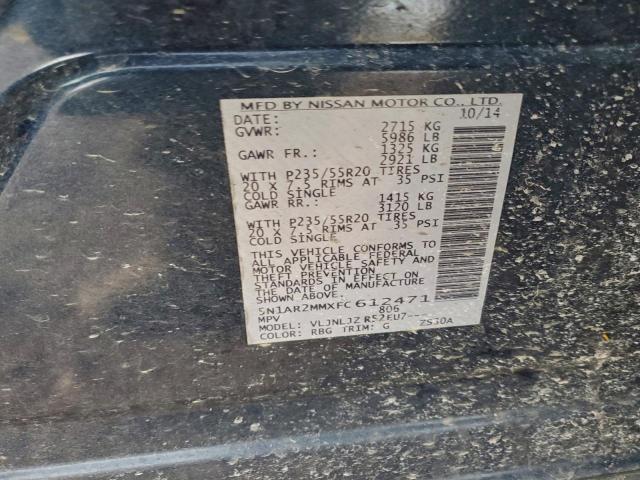 MFD BY NISSAN MOTOR CO., LTD.
DATE: 10/14
GVWR: 2715 KG
5986 LB
GAWR FR.: 1325 KG
2921 LB
WITH P235/55R20 TIRES
20 X 7.5 RIMS AT 35 PSI
COLD SINGLE
GAWR RR.: 1415 KG
3120 LB
WITH P235/55R20 TIRES
20 X 7.5 RIMS AT 35 PSI
COLD SINGLE
THIS VEHICLE CONFORMS TO
ALL APPLICABLE FEDERAL
MOTOR VEHICLE SAFETY AND
THEFT PREVENTION
STANDARDS IN EFFECT ON
THE DATE OF MANUFACTURE
SHOWN ABOVE.
5N1AR2MMXFC612471
MPV 806
MODEL: VLJNLJZ R52EU7---
COLOR: RBG TRIM: G ZS30A